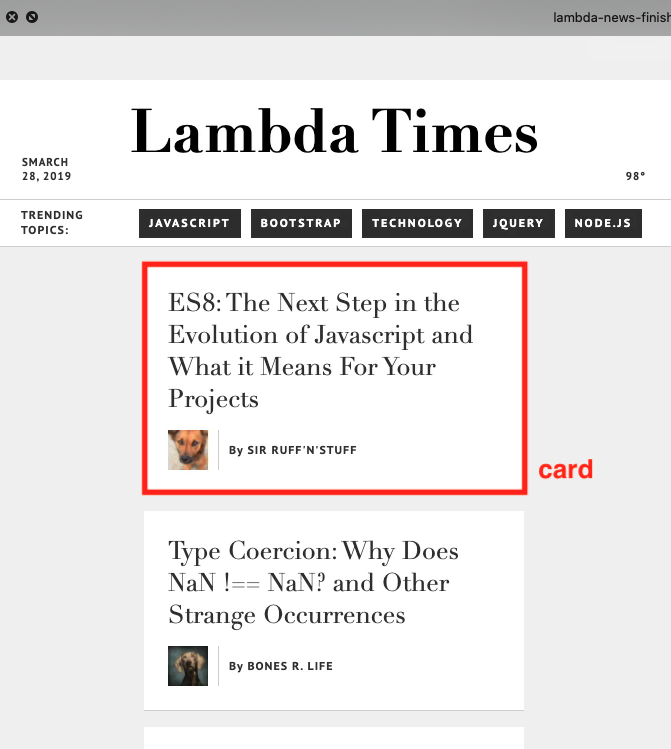 lambda-news-finish
Lambda Times
SMARCH
28, 2019
98°
TRENDING
TOPICS:
JAVASCRIPT
BOOTSTRAP
TECHNOLOGY
JQUERY
NODE.JS
ES8: The Next Step in the
Evolution of Javascript and
What it Means For Your
Projects
By SIR RUFF'N'STUFF
card
Type Coercion: Why Does
NaN !== NaN? and Other
Strange Occurrences
By BONES R. LIFE